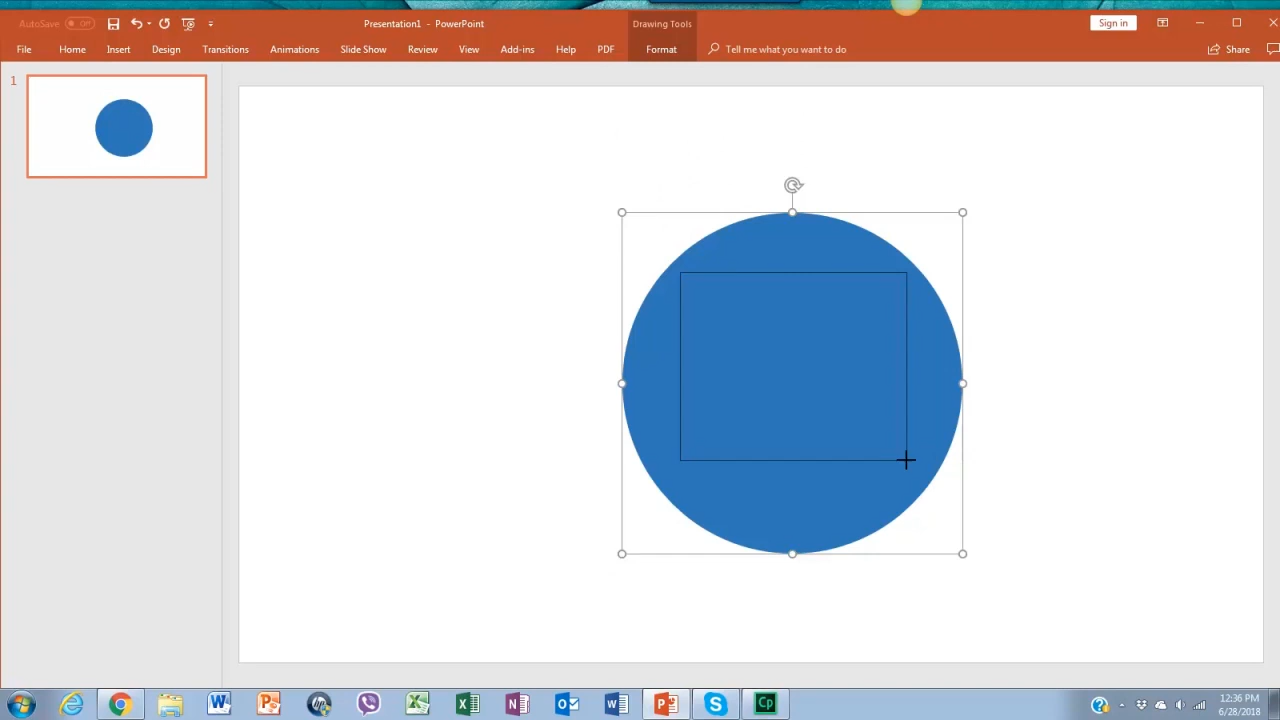 AutoSave Off Presentation1 - PowerPoint Drawing Tools Sign in
File Home Insert Design Transitions Animations Slide Show Review View Add-ins Help PDF Format Tell me what you want to do Share
1
12:36 PM
6/28/2018